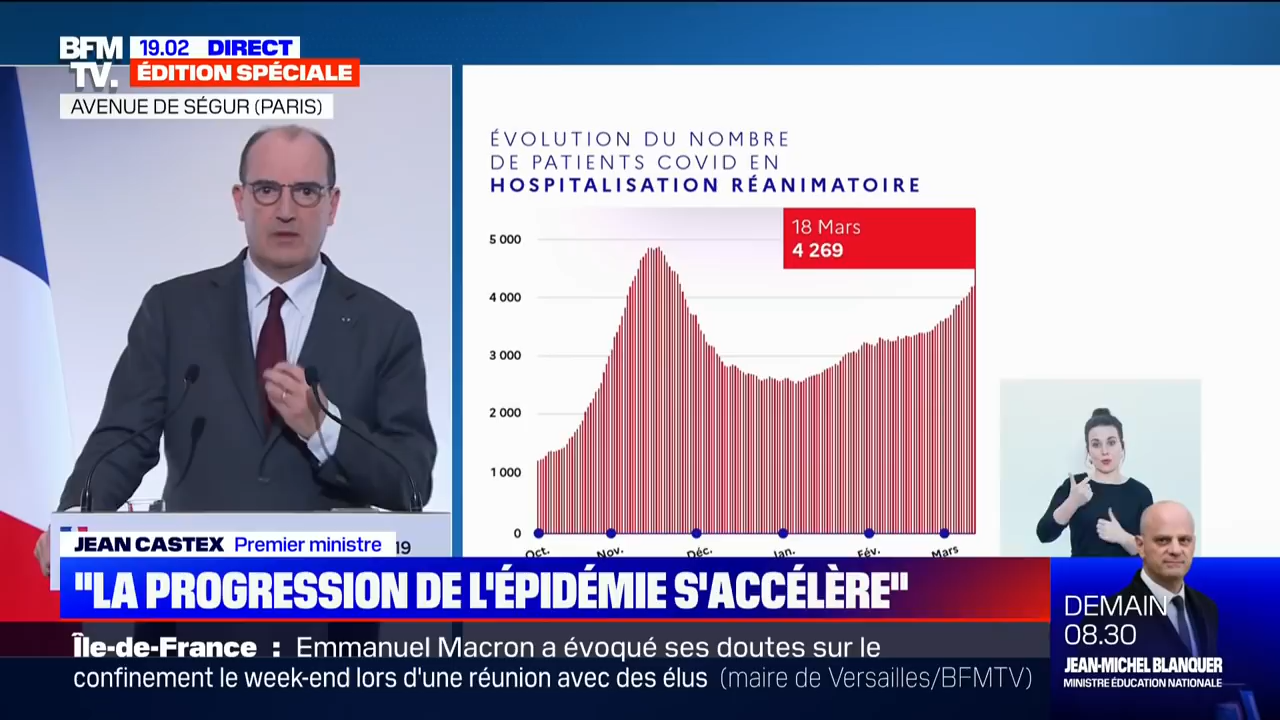 BFM
TV.
19.02 DIRECT
ÉDITION SPÉCIALE
AVENUE DE SÉGUR (PARIS)
ÉVOLUTION DU NOMBRE
DE PATIENTS COVID EN
HOSPITALISATION RÉANIMATOIRE
18 Mars
4 269
5 000
4 000
3 000
2 000
1 000
0
Oct.
Nov.
Déc.
Jan.
Fév.
Mars
19
JEAN CASTEX Premier ministre
"LA PROGRESSION DE L'ÉPIDÉMIE S'ACCÉLÈRE"
Île-de-France : Emmanuel Macron a évoqué ses doutes sur le
confinement le week-end lors d'une réunion avec des élus (maire de Versailles/BFMTV)
DEMAIN
08.30
JEAN-MICHEL BLANQUER
MINISTRE ÉDUCATION NATIONALE